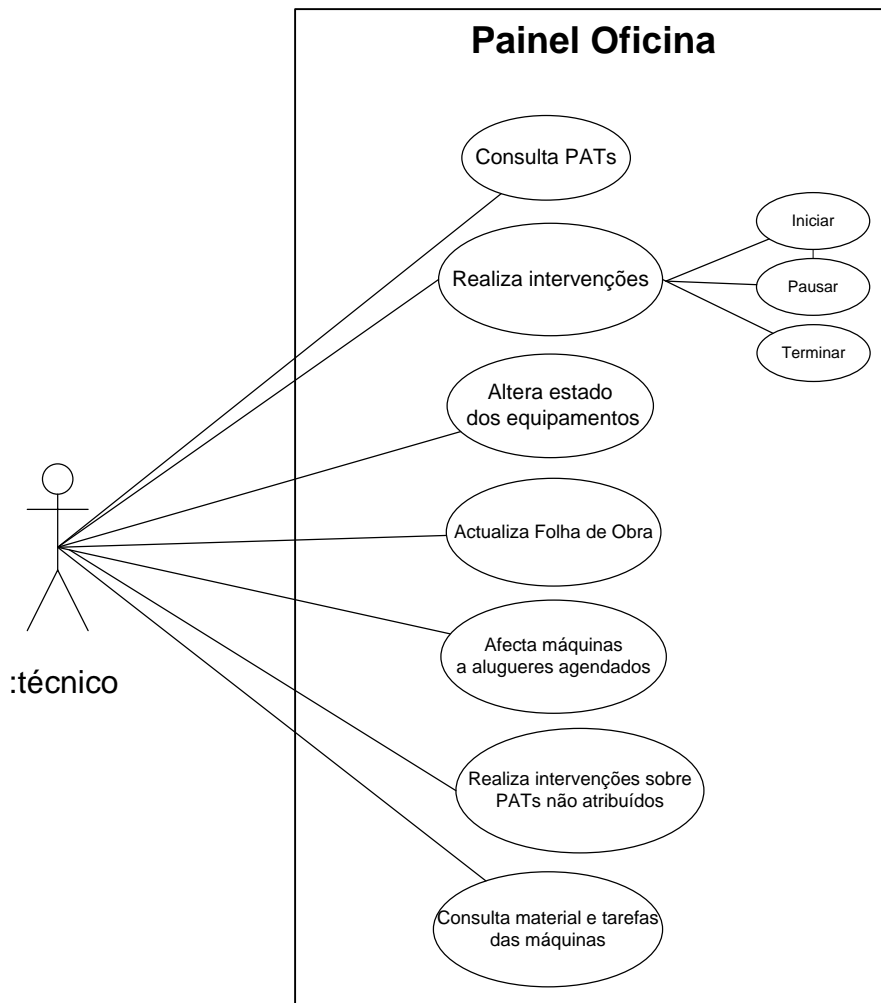 Painel Oficina
Consulta PATs
Realiza intervenções
Iniciar
Pausar
Terminar
Altera estado
dos equipamentos
Actualiza Folha de Obra
Afecta máquinas
a alugueres agendados
:técnico
Realiza intervenções sobre
PATs não atribuídos
Consulta material e tarefas
das máquinas